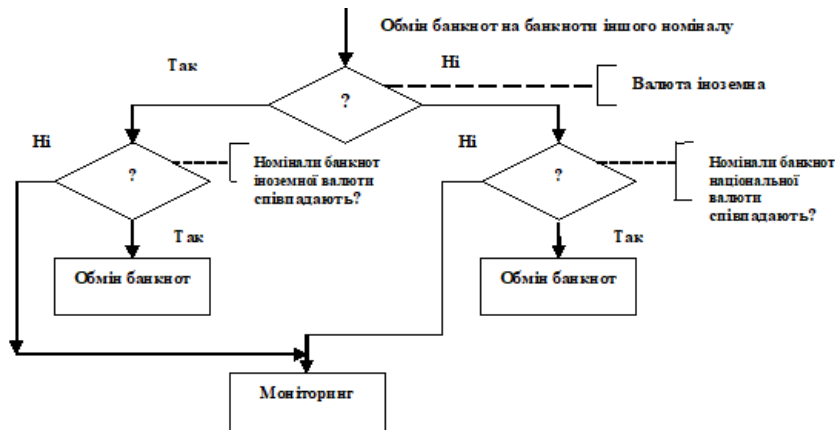 Обмін банкнот на банкноти іншого номіналу
Так
Ні
Валюта іноземна
?
Ні
?
Номінали банкнот
іноземної валюти
співпадають?
Ні
?
Номінали банкнот
національної
валюти
співпадають?
Так
Обмін банкнот
Так
Обмін банкнот
Моніторинг